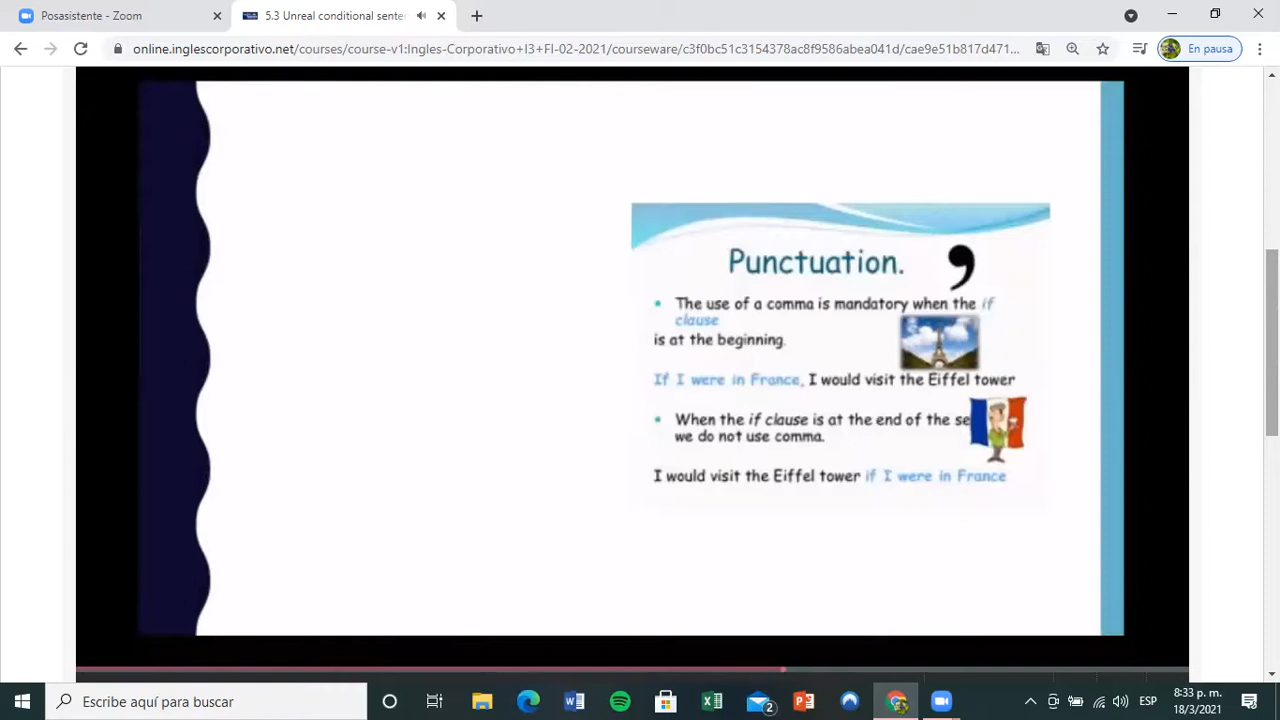 Posasistente - Zoom
5.3 Unreal conditional sente
online.inglescorporativo.net/courses/course-v1:Ingles-Corporativo+I3+FI-02-2021/courseware/c3f0bc51c3154378ac8f9586abea041d/cae9e51b817d471...
En pausa
Punctuation. ,
• The use of a comma is mandatory when the if
clause
is at the beginning.
If I were in France, I would visit the Eiffel tower
• When the if clause is at the end of the se
we do not use comma.
I would visit the Eiffel tower if I were in France
Escribe aquí para buscar
2
ESP
8:33 p. m.
18/3/2021